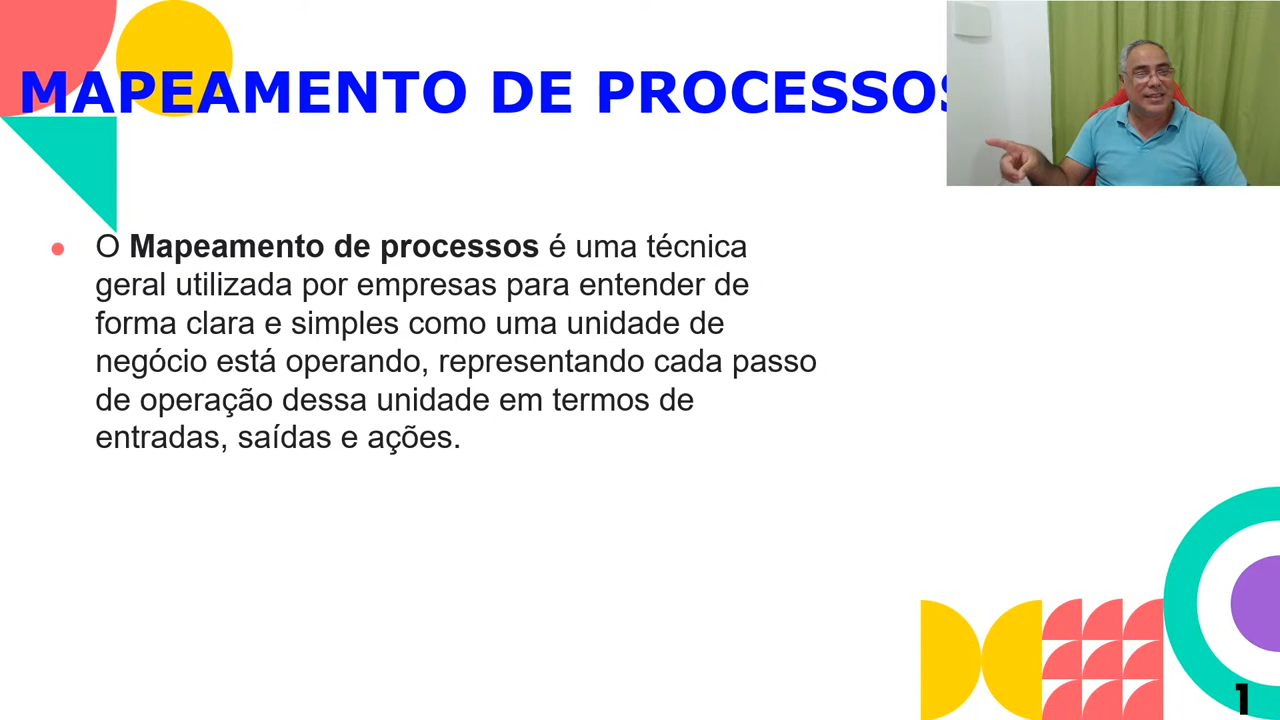 MAPEAMENTO DE PROCESSOS
O Mapeamento de processos é uma técnica
geral utilizada por empresas para entender de
forma clara e simples como uma unidade de
negócio está operando, representando cada passo
de operação dessa unidade em termos de
entradas, saídas e ações.
1